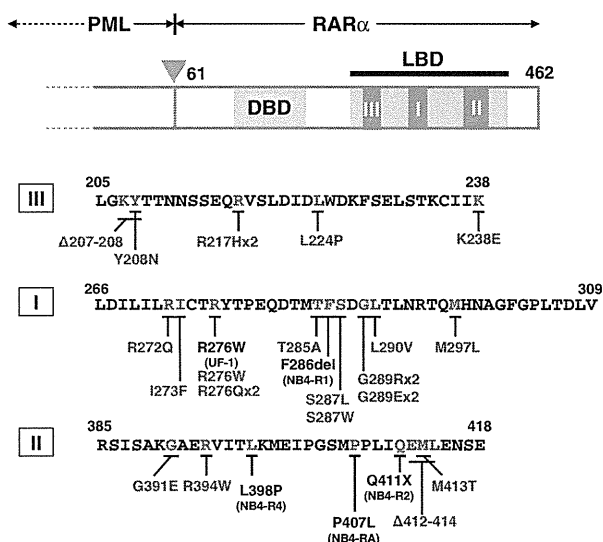 PML RARα
LBD
61 462
DBD III I II
205 238
III LGKYTTNNSSEQRVSLDIDLWDKFSELSTKCIIK
Δ207-208 R217Hx2 L224P K238E
Y208N
266 309
I LDILILRICTRYTPEQDTMTFSDGLTLNRTQMHNAGFGPLTDLV
R272Q R276W T285A L290V M297L
(UF-1) F286del
I273F R276W (NB4-R1) G289Rx2
R276Qx2 S287L G289Ex2
S287W
385 418
II RSISAKGAERVITLKMEIPGSMPPLIQEMLENSE
G391E R394W L398P Q411X M413T
(NB4-R4) (NB4-R2)
P407L Δ412-414
(NB4-RA)